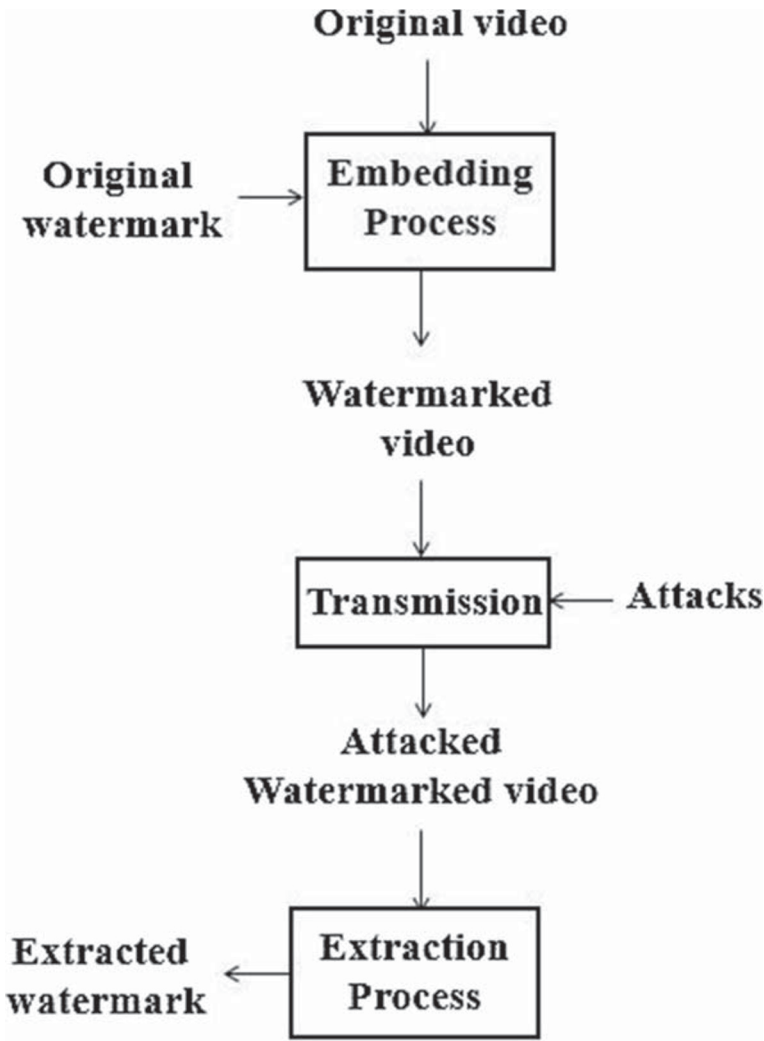 Original video
Original
watermark
Embedding
Process
Watermarked
video
Transmission
Attacks
Attacked
Watermarked video
Extracted
watermark
Extraction
Process